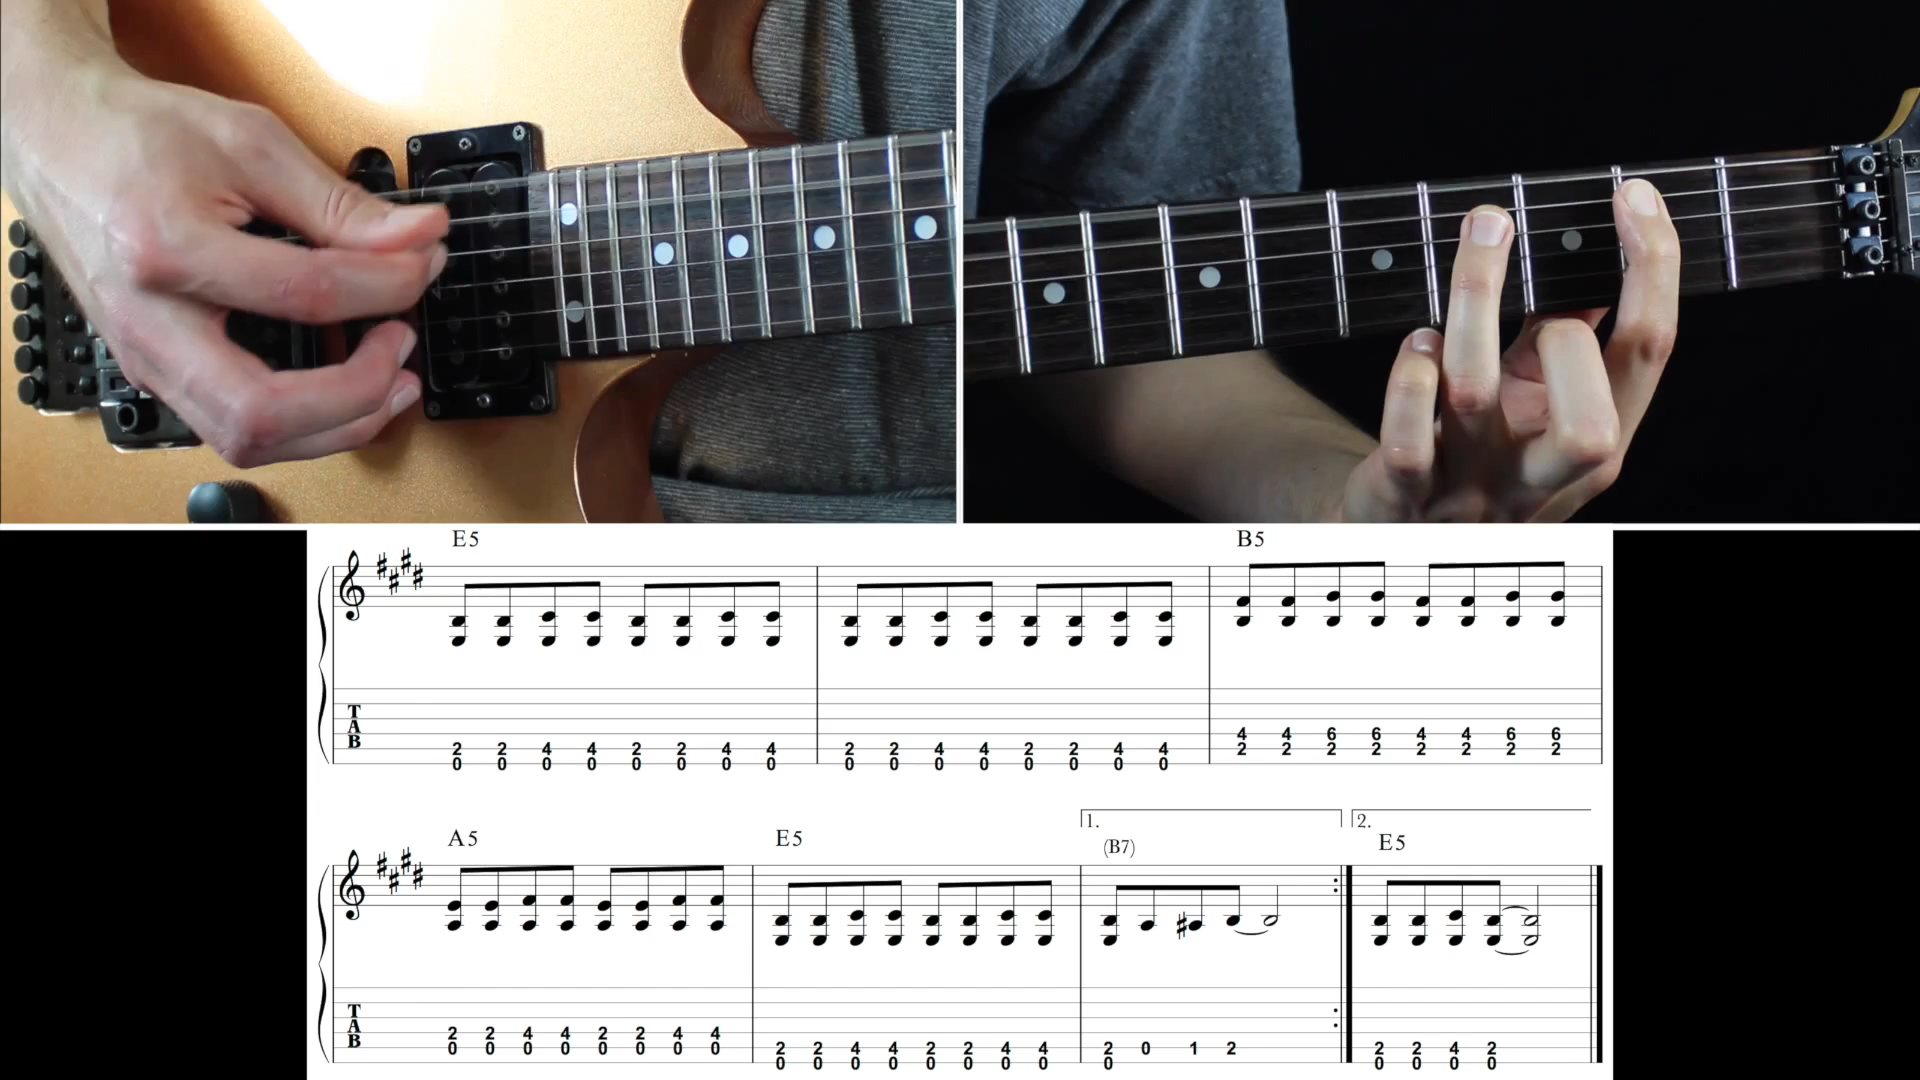 E5 B5
T
A
B
2 2 4 4 2 2 4 4 2 2 4 4 2 2 4 4 4 4 6 6 4 4 6 6
0 0 0 0 0 0 0 0 0 0 0 0 0 0 0 0 2 2 2 2 2 2 2 2
1. 2.
A5 E5 (B7) E5
T
A
B
2 2 4 4 2 2 4 4
0 0 0 0 0 0 0 0
2 2 4 4 2 2 4 4 2 0 1 2 2 2 4 2
0 0 0 0 0 0 0 0 0 0 0 0 0